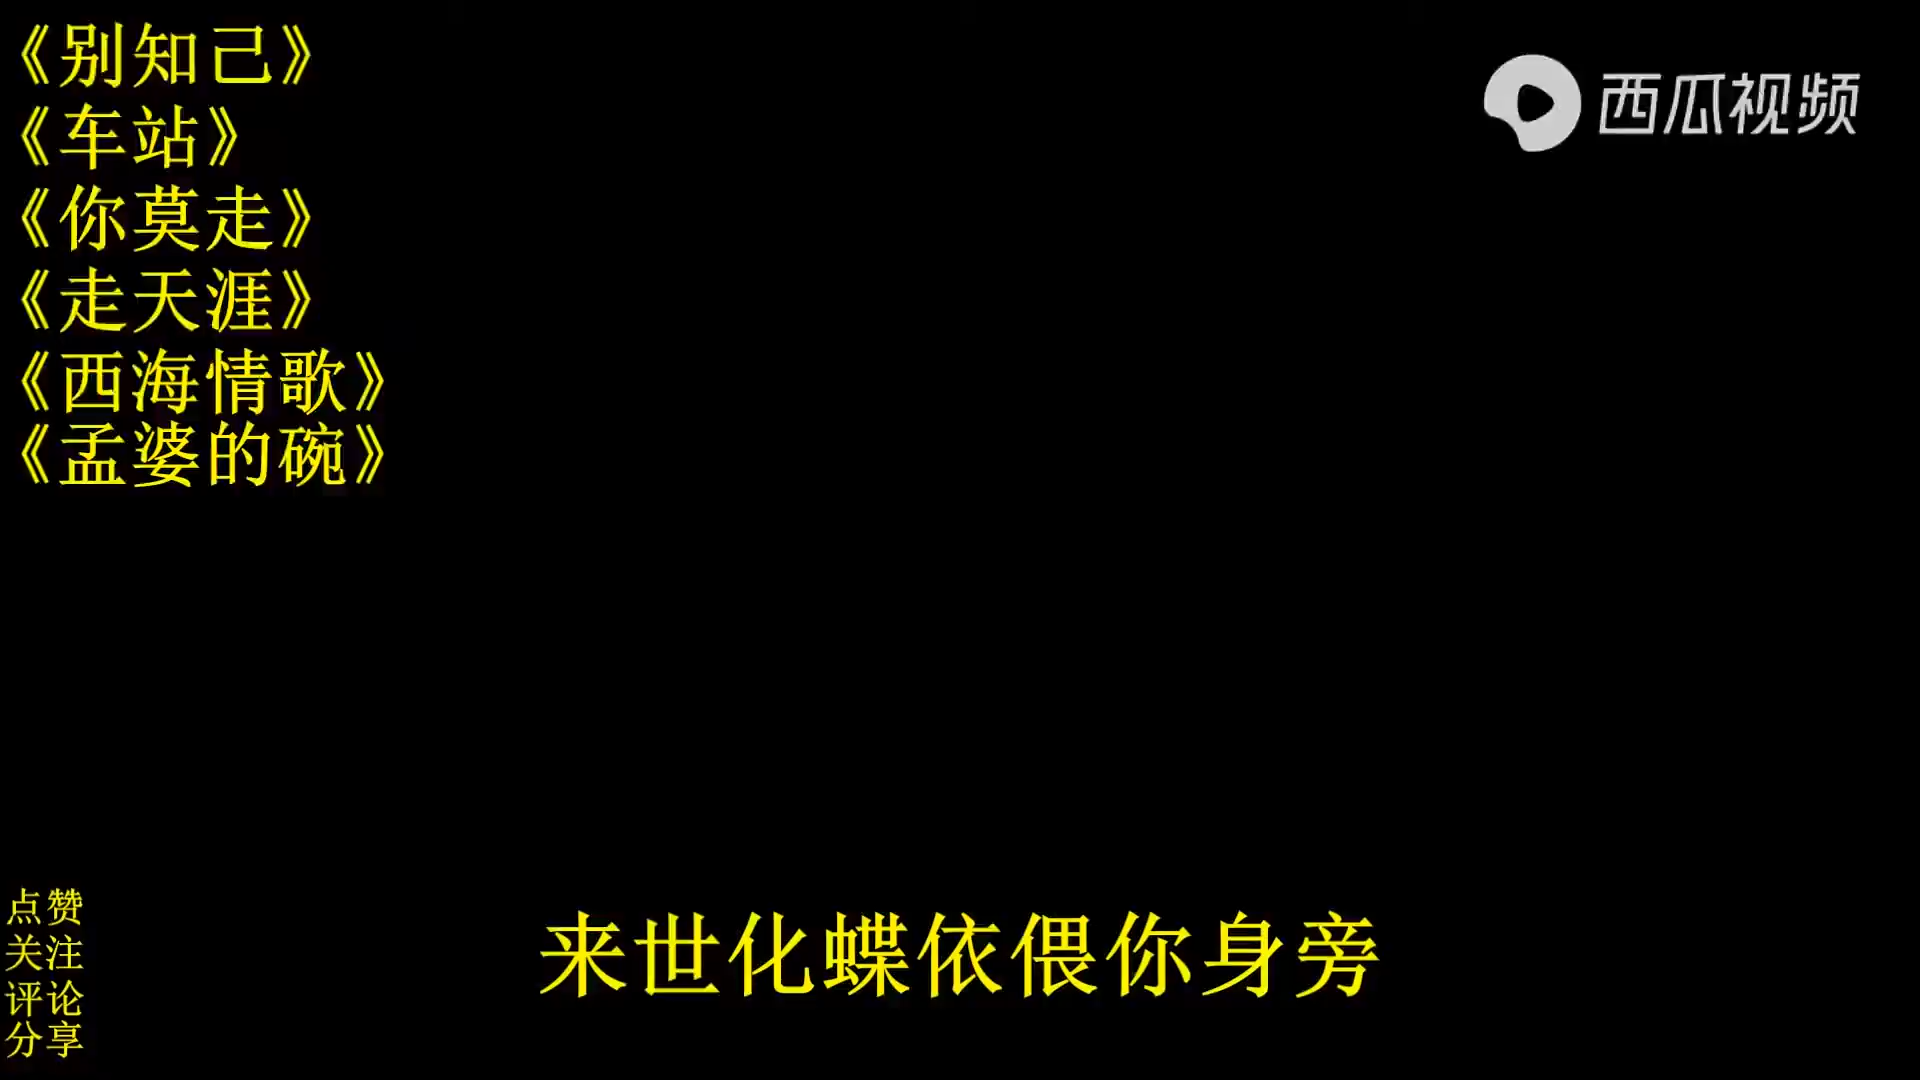 《别知己》
《车站》
《你莫走》
《走天涯》
《西海情歌》
《孟婆的碗》
西瓜视频
来世化蝶依偎你身旁
点赞
关注
评论
分享